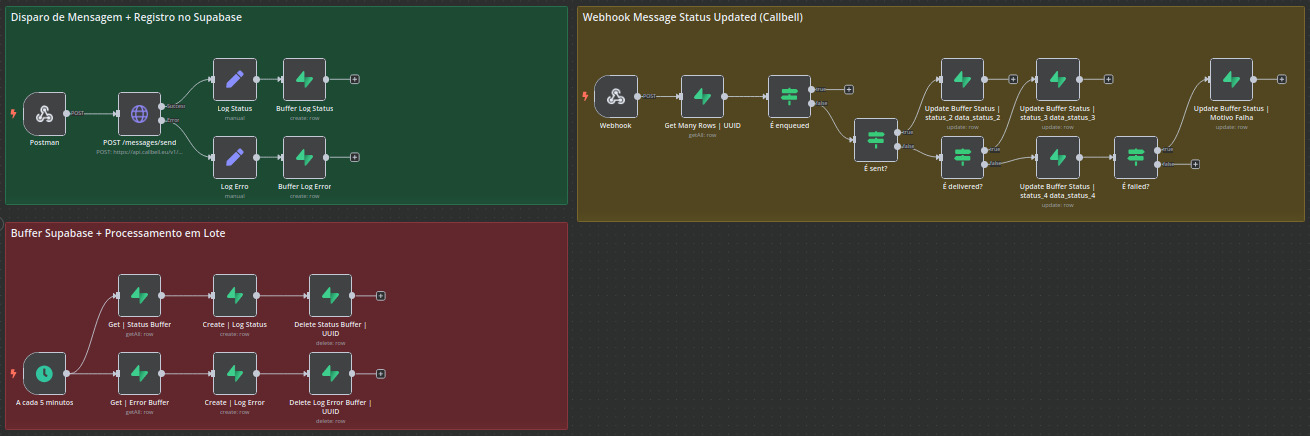 Disparo de Mensagem + Registro no Supabase
Success
Log Status
manual
Buffer Log Status
create: row
POST
Postman
POST /messages/send
POST: https://api.callbell.eu/v1/...
Error
Log Erro
manual
Buffer Log Error
create: row
Webhook Message Status Updated (Callbell)
Webhook
POST
Get Many Rows | UUID
getAll: row
É enqueued
true
false
É sent?
true
false
Update Buffer Status |
status_2 data_status_2
update: row
É delivered?
true
false
Update Buffer Status |
status_3 data_status_3
update: row
Update Buffer Status |
status_4 data_status_4
update: row
É failed?
true
false
Update Buffer Status |
Motivo Falha
update: row
Buffer Supabase + Processamento em Lote
Get | Status Buffer
getAll: row
Create | Log Status
create: row
Delete Status Buffer |
UUID
delete: row
A cada 5 minutos
Get | Error Buffer
getAll: row
Create | Log Error
create: row
Delete Log Error Buffer |
UUID
delete: row